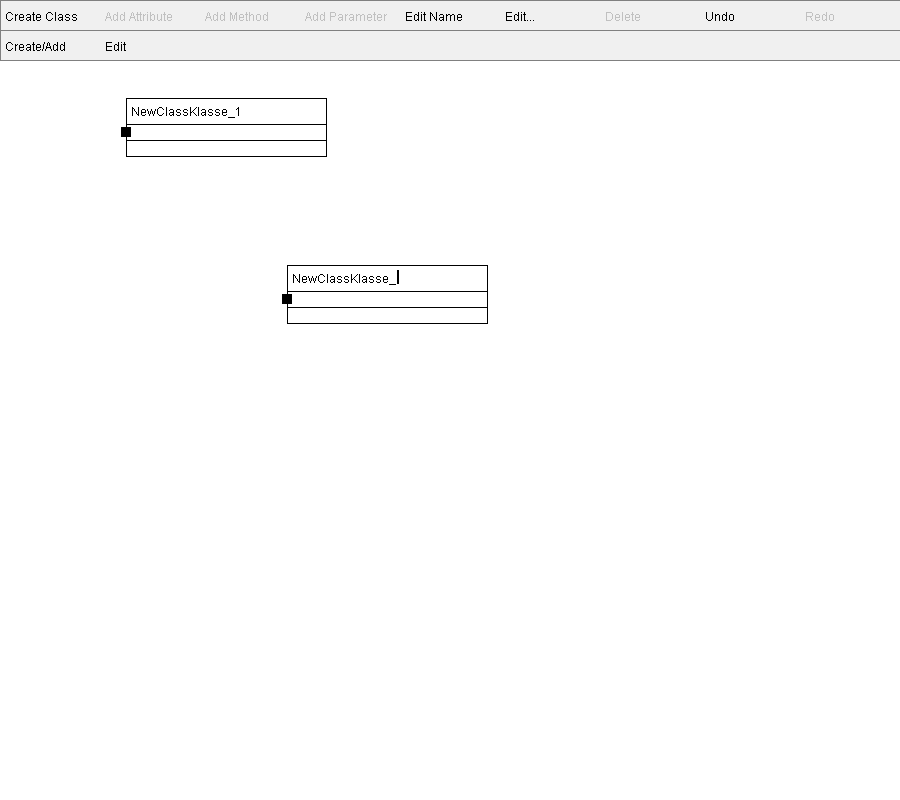 Create Class Add Attribute Add Method Add Parameter Edit Name Edit... Delete Undo Redo
Create/Add Edit
NewClassKlasse_1
NewClassKlasse_